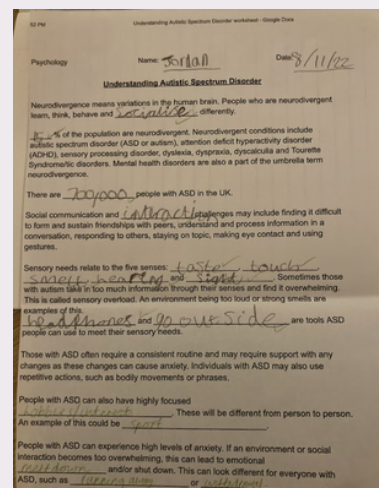 53 PM Understanding Autistic Spectrum Disorder worksheet - Google Docs
Psychology Name: Jordan Date: 8/11/22
Understanding Autistic Spectrum Disorder
Neurodivergence means variations in the human brain. People who are neurodivergent
learn, think, behave and socialise differently.
15 % of the population are neurodivergent. Neurodivergent conditions include
autistic spectrum disorder (ASD or autism), attention deficit hyperactivity disorder
(ADHD), sensory processing disorder, dyslexia, dyspraxia, dyscalculia and Tourette
Syndrome/tic disorders. Mental health disorders are also a part of the umbrella term
neurodivergence.
There are 700,000 people with ASD in the UK.
Social communication and interaction challenges may include finding it difficult
to form and sustain friendships with peers, understand and process information in a
conversation, responding to others, staying on topic, making eye contact and using
gestures.
Sensory needs relate to the five senses: taste, touch
smell, hearing and sight. Sometimes those
with autism take in too much information through their senses and find it overwhelming.
This is called sensory overload. An environment being too loud or strong smells are
examples of this.
headphones and go outside are tools ASD
people can use to meet their sensory needs.
Those with ASD often require a consistent routine and may require support with any
changes as these changes can cause anxiety. Individuals with ASD may also use
repetitive actions, such as bodily movements or phrases.
People with ASD can also have highly focused
hobbies/interests. These will be different from person to person.
An example of this could be sport
People with ASD can experience high levels of anxiety. If an environment or social
interaction becomes too overwhelming, this can lead to emotional
meltdown and/or shut down. This can look different for everyone with
ASD, such as running away or